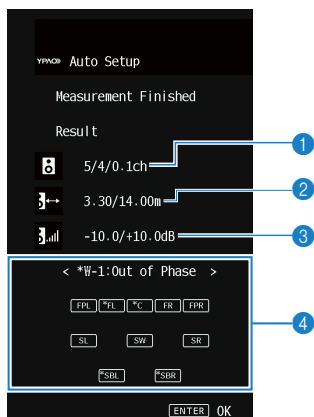 YPAO Auto Setup
Measurement Finished
Result
5/4/0.1ch
1
3.30/14.00m
2
-10.0/+10.0dB
3
< *W-1:Out of Phase >
FPL *FL *C FR FPR
4
SL SW SR
*SBL *SBR
ENTER OK